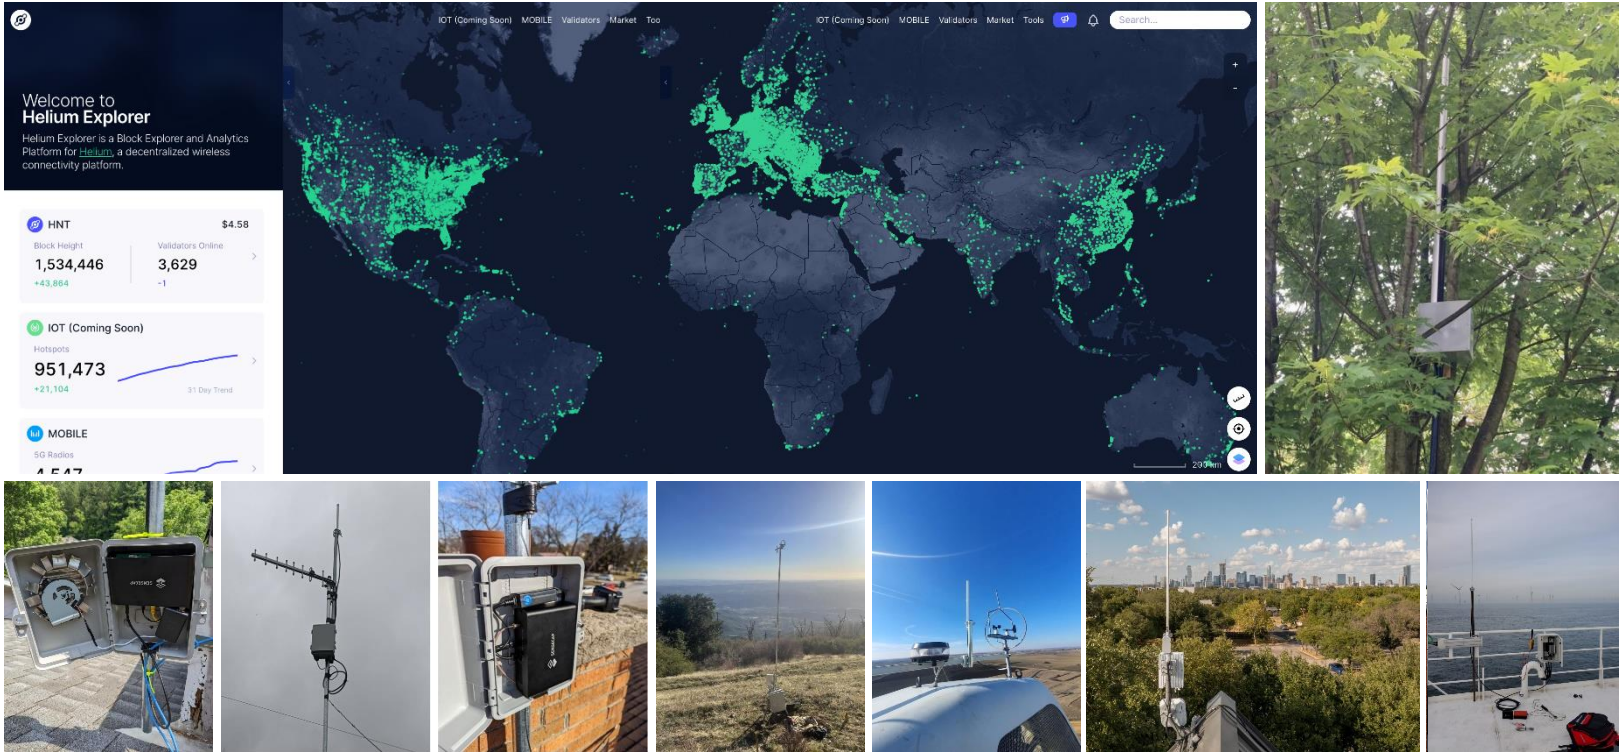 IOT (Coming Soon) MOBILE Validators Market Too
IOT (Coming Soon) MOBILE Validators Market Tools
Search...
+
-
Welcome to
Helium Explorer
Helium Explorer is a Block Explorer and Analytics
Platform for Helium, a decentralized wireless
connectivity platform.
HNT
$4.58
Block Height
Validators Online
1,534,446
3,629
+43,864
-1
IOT (Coming Soon)
Hotspots
951,473
+21,104
31 Day Trend
MOBILE
5G Radios
4,547
200 km
SENSECAP